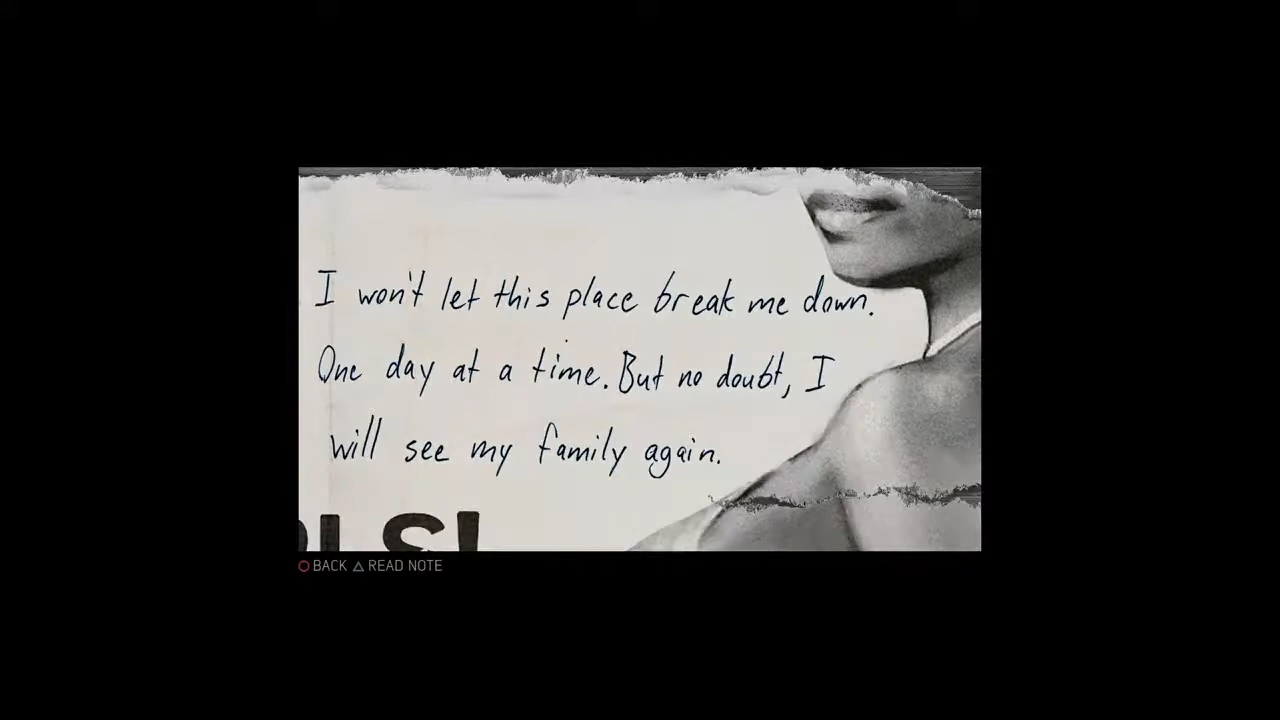 I won't let this place break me down.
One day at a time. But no doubt, I
will see my family again.
LS!
BACK READ NOTE